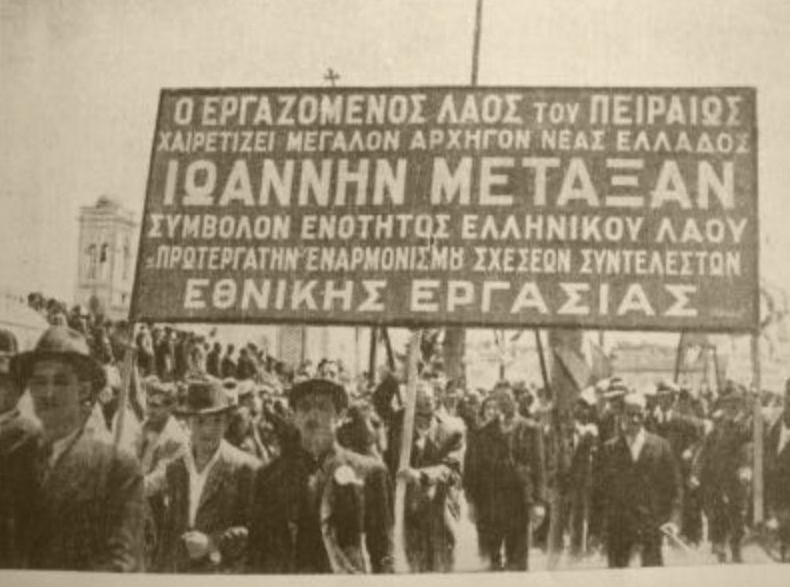 Ο ΕΡΓΑΖΟΜΕΝΟΣ ΛΑΟΣ ΤΟΥ ΠΕΙΡΑΙΩΣ
ΧΑΙΡΕΤΙΖΕΙ ΜΕΓΑΛΟΝ ΑΡΧΗΓΟΝ ΝΕΑΣ ΕΛΛΑΔΟΣ
ΙΩΑΝΝΗΝ ΜΕΤΑΞΑΝ
ΣΥΜΒΟΛΟΝ ΕΝΟΤΗΤΟΣ ΕΛΛΗΝΙΚΟΥ ΛΑΟΥ
ΠΡΩΤΕΡΓΑΤΗΝ ΕΝΑΡΜΟΝΙΣΜΟΥ ΣΧΕΣΕΩΝ ΣΥΝΤΕΛΕΣΤΩΝ
ΕΘΝΙΚΗΣ ΕΡΓΑΣΙΑΣ